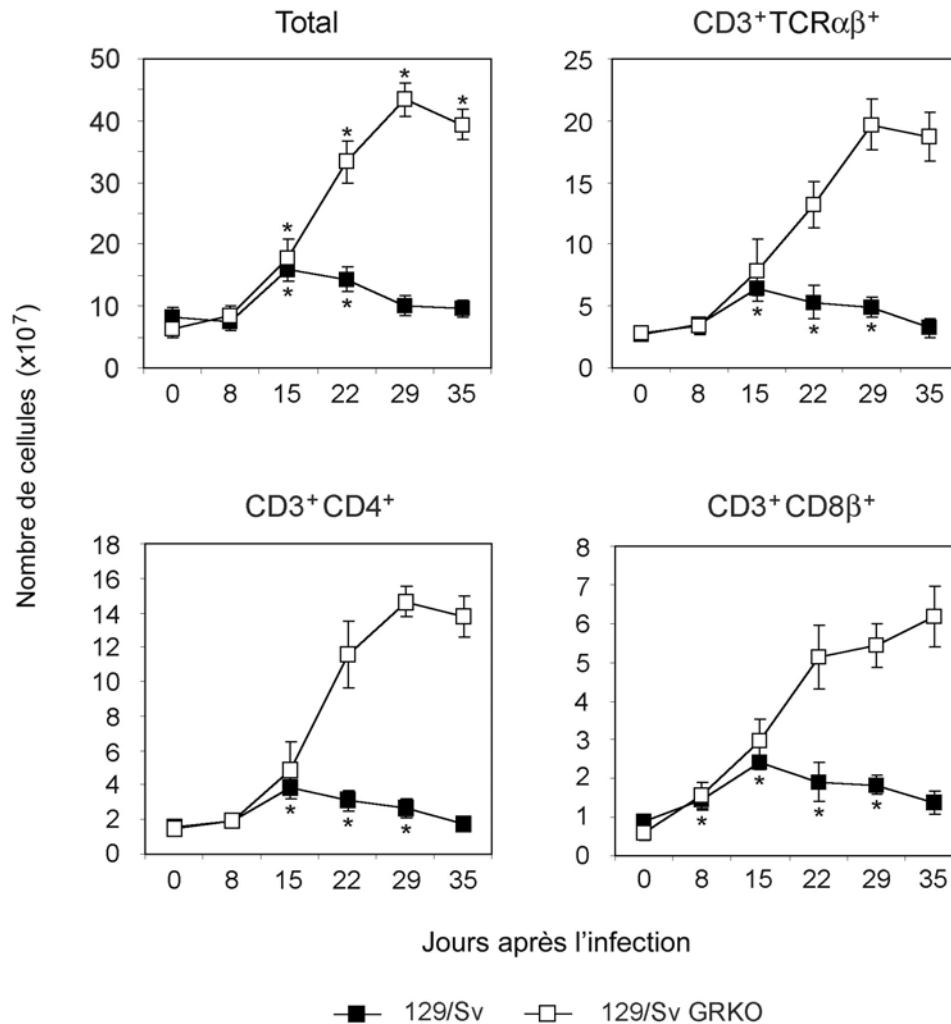 Total
50
40
30
20
10
0
0 8 15 22 29 35
* * * * * *
CD3+TCRαβ+
25
20
15
10
5
0
0 8 15 22 29 35
* * *
CD3+CD4+
18
16
14
12
10
8
6
4
2
0
0 8 15 22 29 35
* * *
CD3+CD8β+
8
7
6
5
4
3
2
1
0
0 8 15 22 29 35
* * * *
Nombre de cellules (x10⁷)
Jours après l'infection
129/Sv 129/Sv GRKO